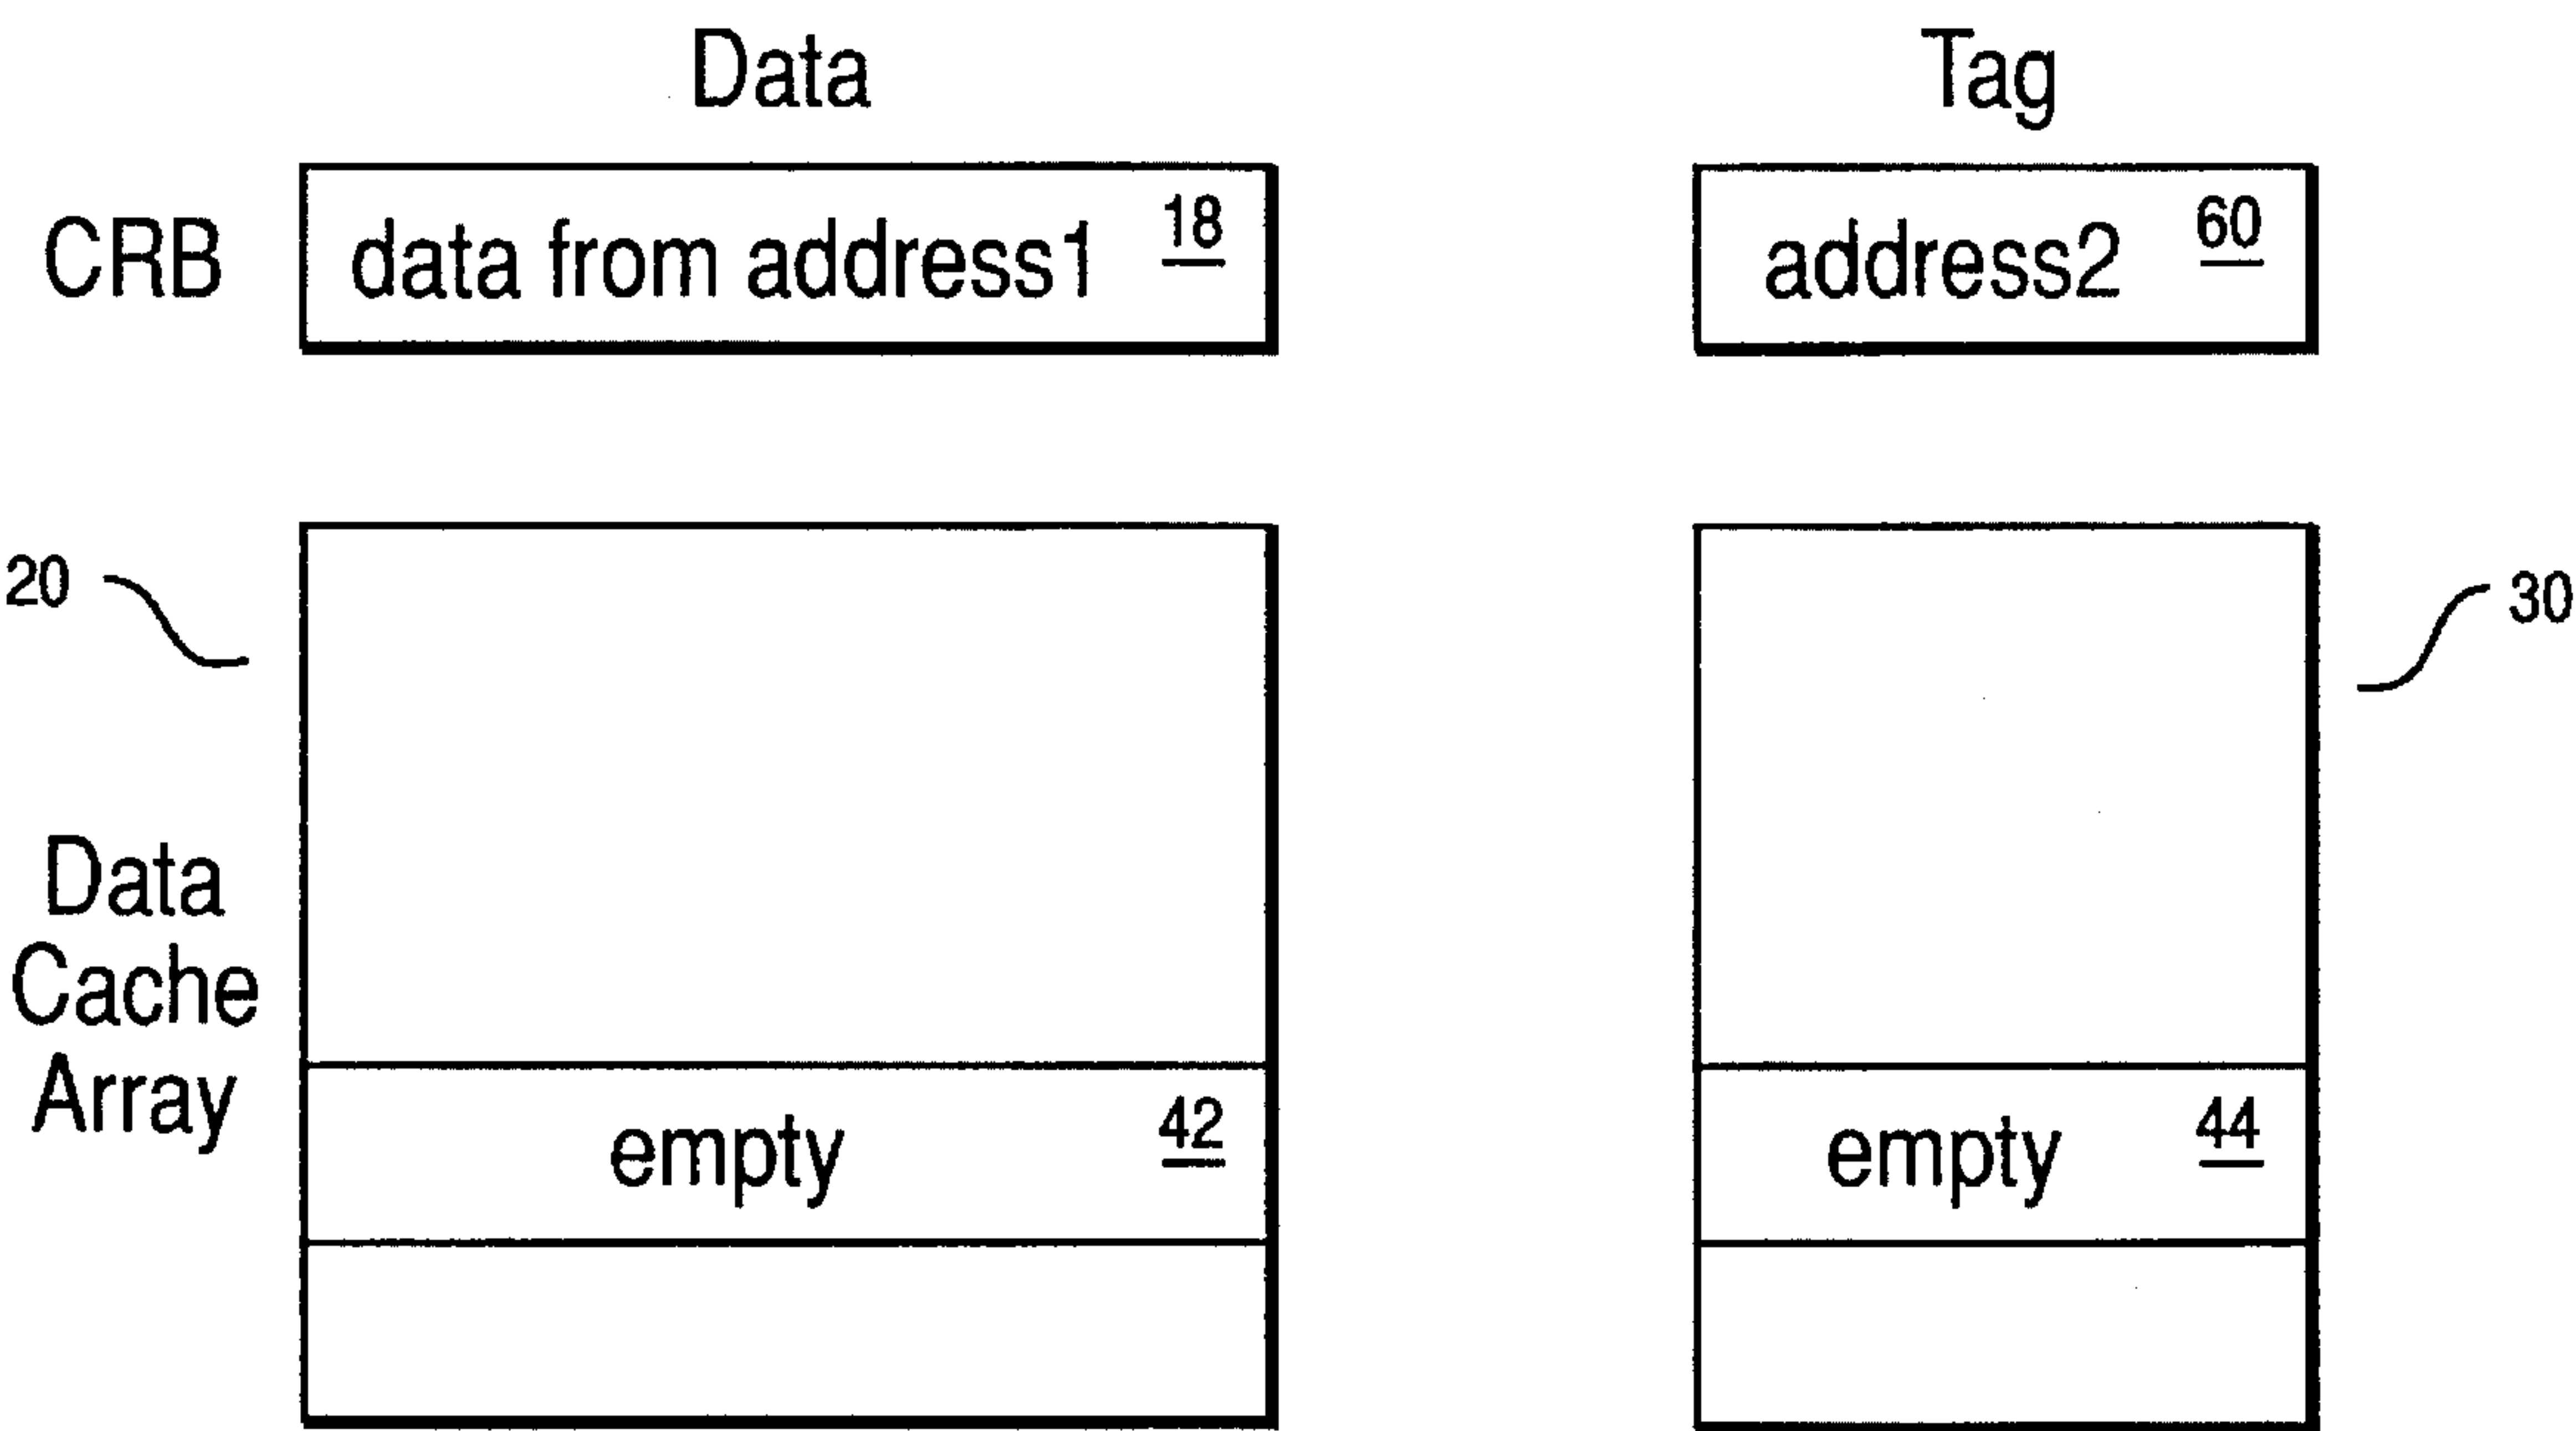 Data
Tag
CRB
data from address1
18
address2
60
20
30
Data
Cache
Array
empty
42
empty
44